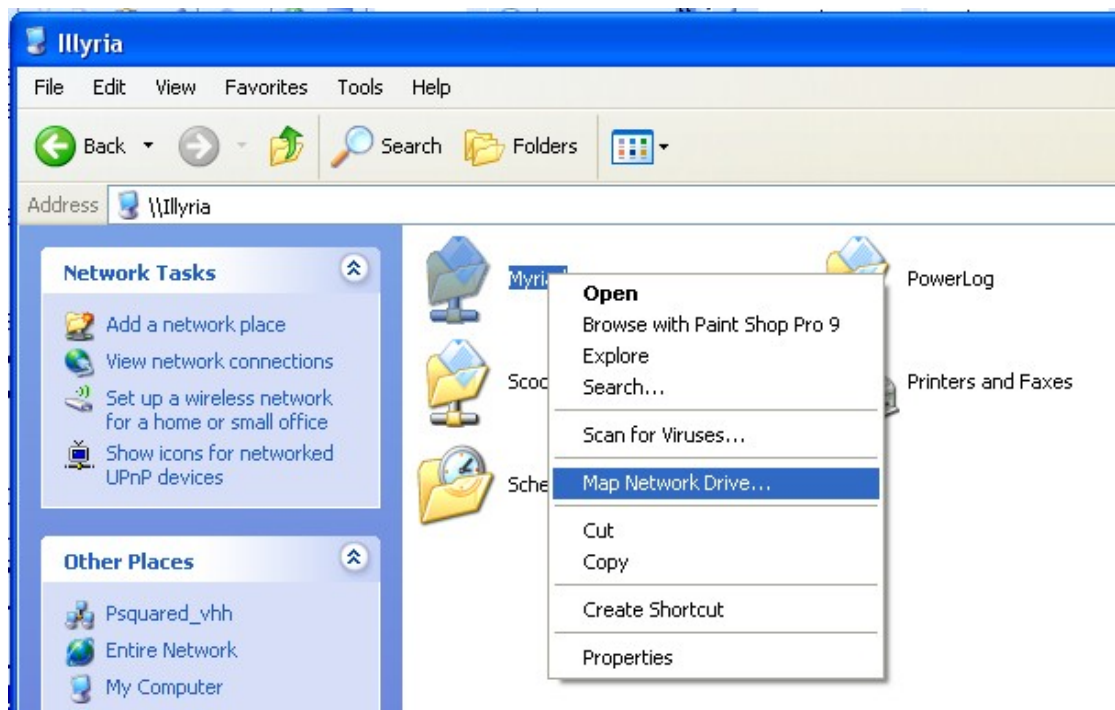 Illyria
File Edit View Favorites Tools Help
Back Search Folders
Address \\Illyria
Network Tasks
Add a network place
View network connections
Set up a wireless network
for a home or small office
Show icons for networked
UPnP devices
Other Places
Psquared_vhh
Entire Network
My Computer
PowerLog
Printers and Faxes
Open
Browse with Paint Shop Pro 9
Explore
Search...
Scan for Viruses...
Map Network Drive...
Cut
Copy
Create Shortcut
Properties